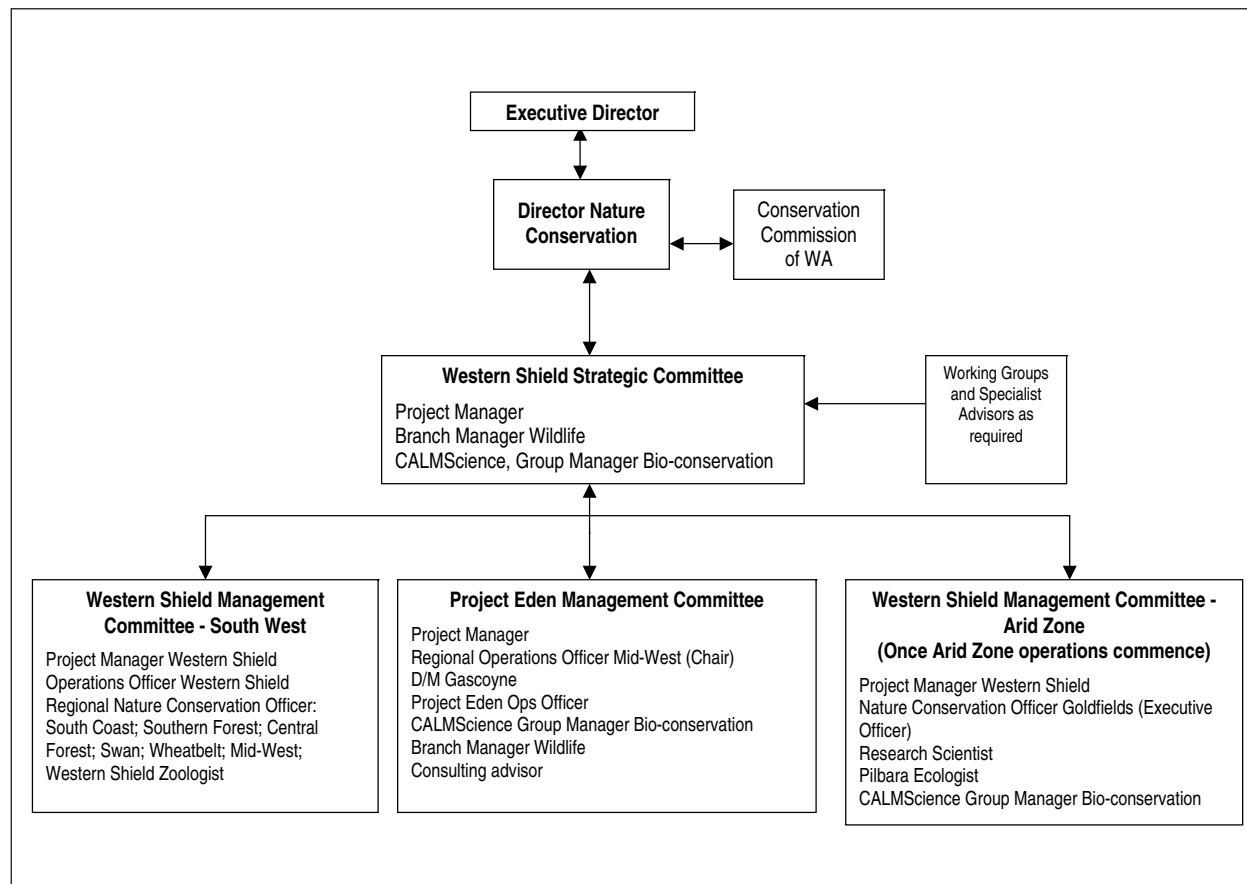 Executive Director
Director Nature
Conservation
Conservation
Commission
of WA
Western Shield Strategic Committee
Project Manager
Branch Manager Wildlife
CALMScience, Group Manager Bio-conservation
Working Groups
and Specialist
Advisors as
required
Western Shield Management
Committee - South West
Project Manager Western Shield
Operations Officer Western Shield
Regional Nature Conservation Officer:
South Coast; Southern Forest; Central
Forest; Swan; Wheatbelt; Mid-West;
Western Shield Zoologist
Project Eden Management Committee
Project Manager
Regional Operations Officer Mid-West (Chair)
D/M Gascoyne
Project Eden Ops Officer
CALMScience Group Manager Bio-conservation
Branch Manager Wildlife
Consulting advisor
Western Shield Management Committee -
Arid Zone
(Once Arid Zone operations commence)
Project Manager Western Shield
Nature Conservation Officer Goldfields (Executive
Officer)
Research Scientist
Pilbara Ecologist
CALMScience Group Manager Bio-conservation